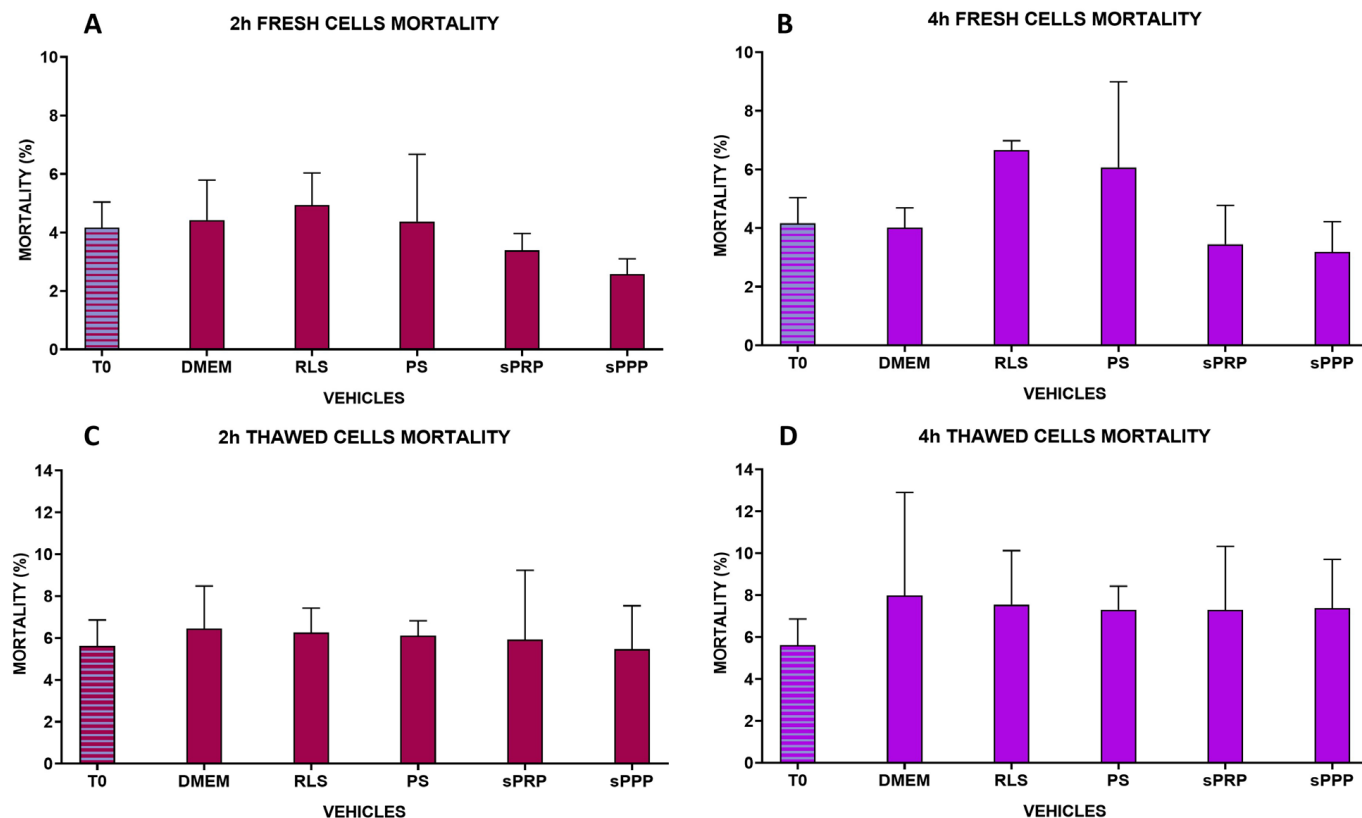 A 2h FRESH CELLS MORTALITY
10
8
6
4
2
0
MORTALITY (%)
T0 DMEM RLS PS sPRP sPPP
VEHICLES
B 4h FRESH CELLS MORTALITY
10
8
6
4
2
0
MORTALITY (%)
T0 DMEM RLS PS sPRP sPPP
VEHICLES
C 2h THAWED CELLS MORTALITY
14
12
10
8
6
4
2
0
MORTALITY (%)
T0 DMEM RLS PS sPRP sPPP
VEHICLES
D 4h THAWED CELLS MORTALITY
14
12
10
8
6
4
2
0
MORTALITY (%)
T0 DMEM RLS PS sPRP sPPP
VEHICLES